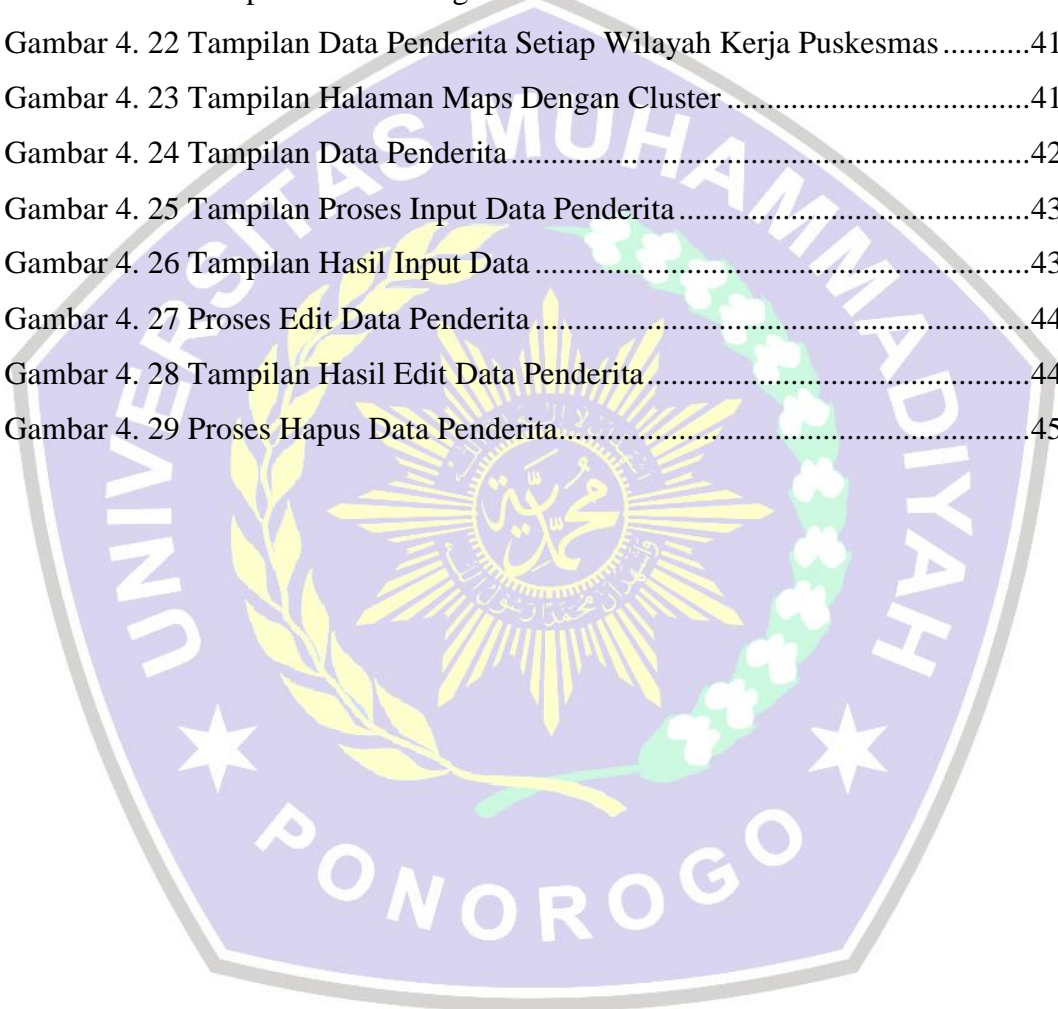 Gambar 4. 22 Tampilan Data Penderita Setiap Wilayah Kerja Puskesmas...........41
Gambar 4. 23 Tampilan Halaman Maps Dengan Cluster....................................41
Gambar 4. 24 Tampilan Data Penderita..............................................................42
Gambar 4. 25 Tampilan Proses Input Data Penderita..........................................43
Gambar 4. 26 Tampilan Hasil Input Data...........................................................43
Gambar 4. 27 Proses Edit Data Penderita...........................................................44
Gambar 4. 28 Tampilan Hasil Edit Data Penderita..............................................44
Gambar 4. 29 Proses Hapus Data Penderita........................................................45
UNIVERSITAS MUHAMMADIYAH
PONOROGO
محمدية